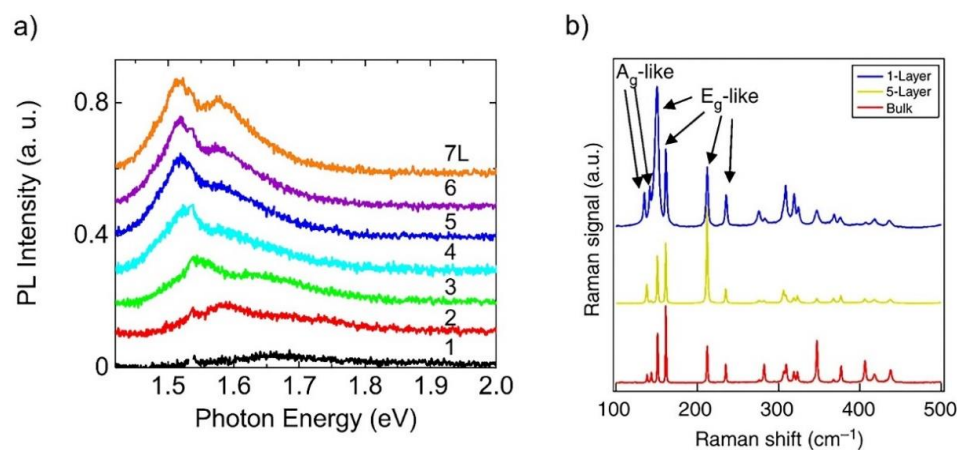 a)
PL Intensity (a. u.)
0.8
0.4
0
7L
6
5
4
3
2
1
1.5 1.6 1.7 1.8 1.9 2.0
Photon Energy (eV)
b)
Raman signal (a.u.)
Ag-like
Eg-like
1-Layer
5-Layer
Bulk
100 200 300 400 500
Raman shift (cm⁻¹)